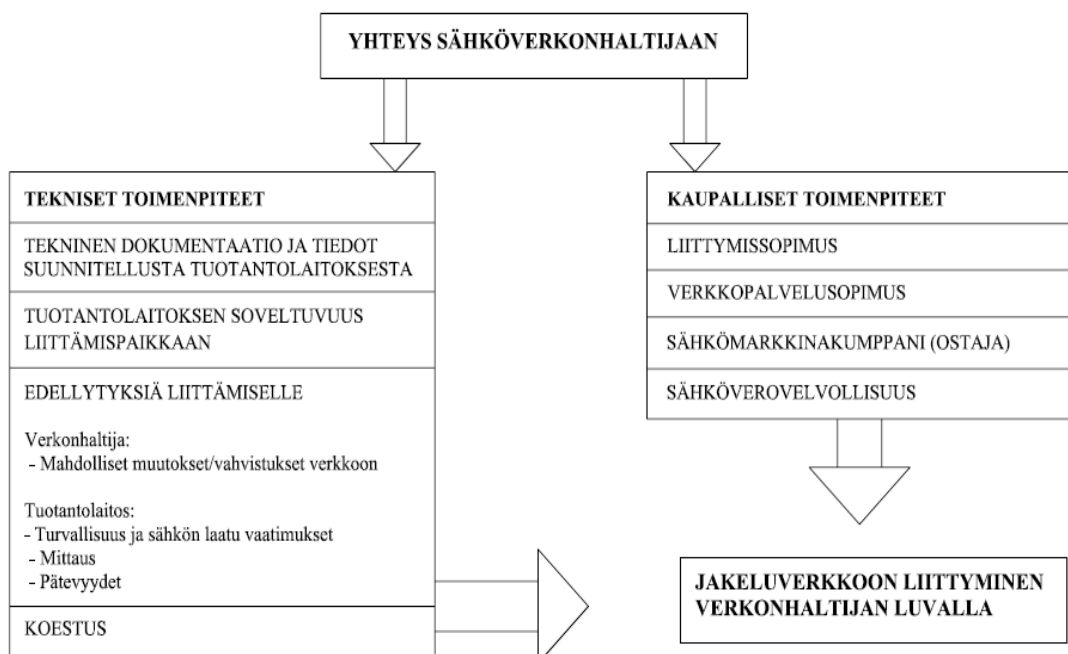 YHTEYS SÄHKÖVERKONHALTIJAAN
TEKNISET TOIMENPITEET
TEKNINEN DOKUMENTAATIO JA TIEDOT
SUUNNITELLUSTA TUOTANTOLAITOKSESTA
TUOTANTOLAITOKSEN SOVELTUVUUS
LIITTÄMISPAIKKAAN
EDELLYTYKSIÄ LIITTÄMISELLE
Verkonhaltija:
- Mahdolliset muutokset/vahvistukset verkkoon
Tuotantolaitos:
- Turvallisuus ja sähkön laatu vaatimukset
- Mittaus
- Pätevyydet
KOESTUS
KAUPALLISET TOIMENPITEET
LIITTYMISSOPIMUS
VERKKOPALVELUSOPIMUS
SÄHKÖMARKKINAKUMPPANI (OSTAJA)
SÄHKÖVEROVELVOLLISUUS
JAKELUVERKKOON LIITTYMINEN
VERKONHALTIJAN LUVALLA